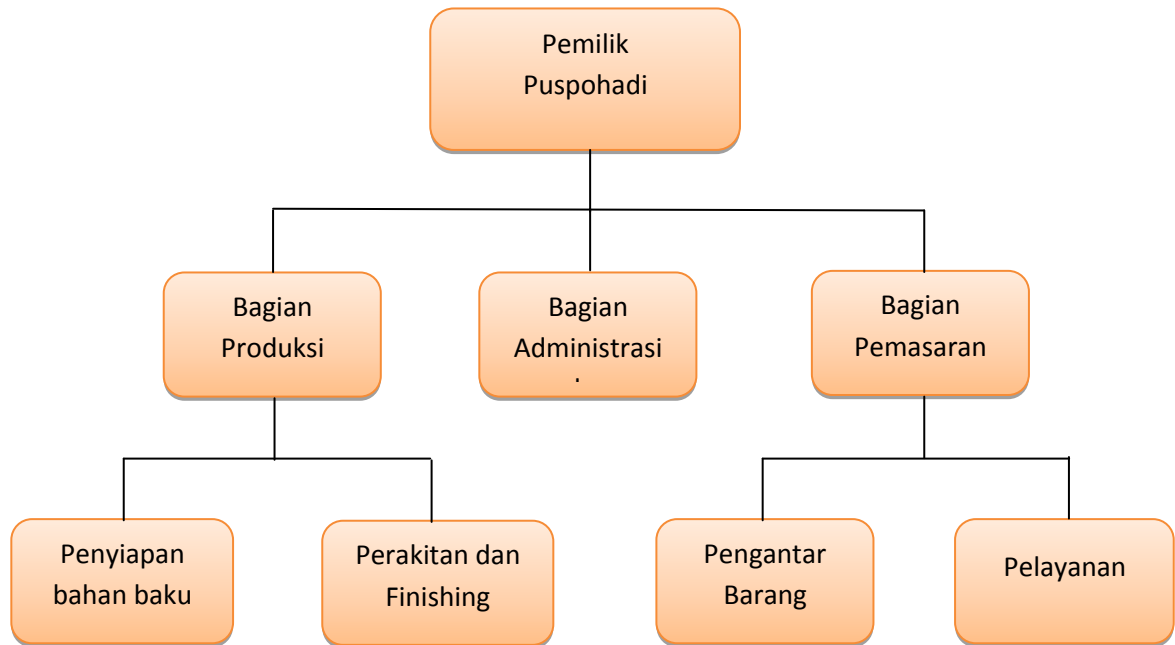 Pemilik
Puspohadi
Bagian
Produksi
Bagian
Administrasi
Bagian
Pemasaran
Penyiapan
bahan baku
Perakitan dan
Finishing
Pengantar
Barang
Pelayanan